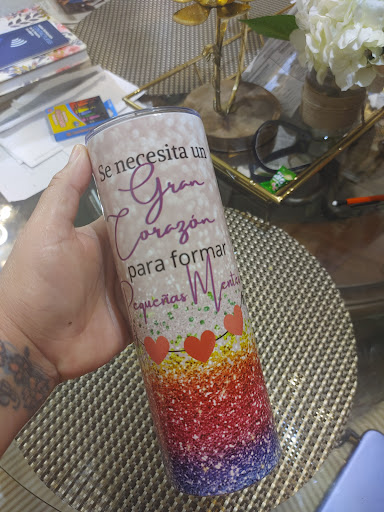 Se necesita un
Gran
Corazón
para formar
Pequeñas Mentes